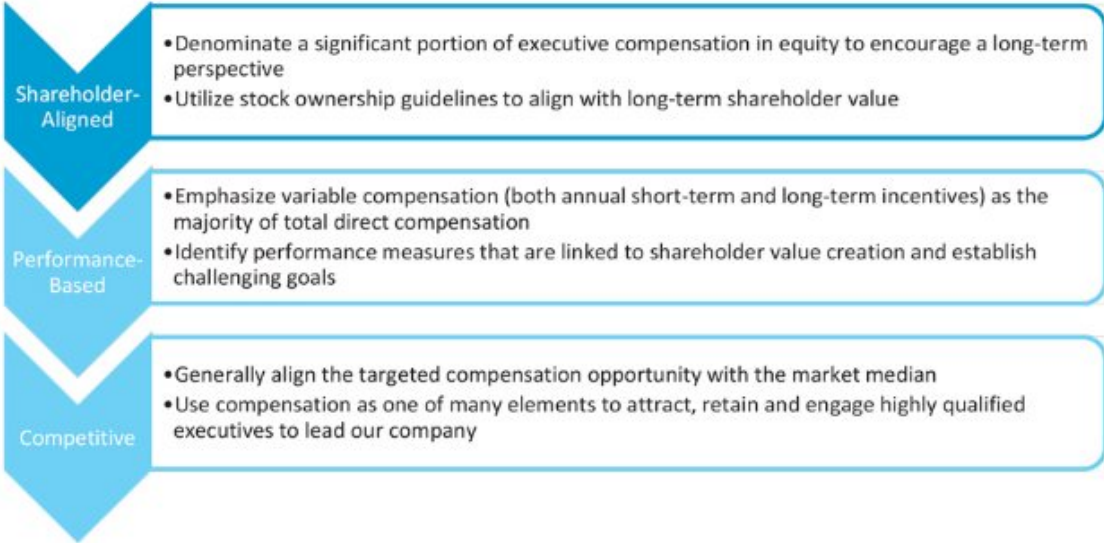 Shareholder-
Aligned
•Denominate a significant portion of executive compensation in equity to encourage a long-term
perspective
•Utilize stock ownership guidelines to align with long-term shareholder value
Performance-
Based
•Emphasize variable compensation (both annual short-term and long-term incentives) as the
majority of total direct compensation
•Identify performance measures that are linked to shareholder value creation and establish
challenging goals
Competitive
•Generally align the targeted compensation opportunity with the market median
•Use compensation as one of many elements to attract, retain and engage highly qualified
executives to lead our company